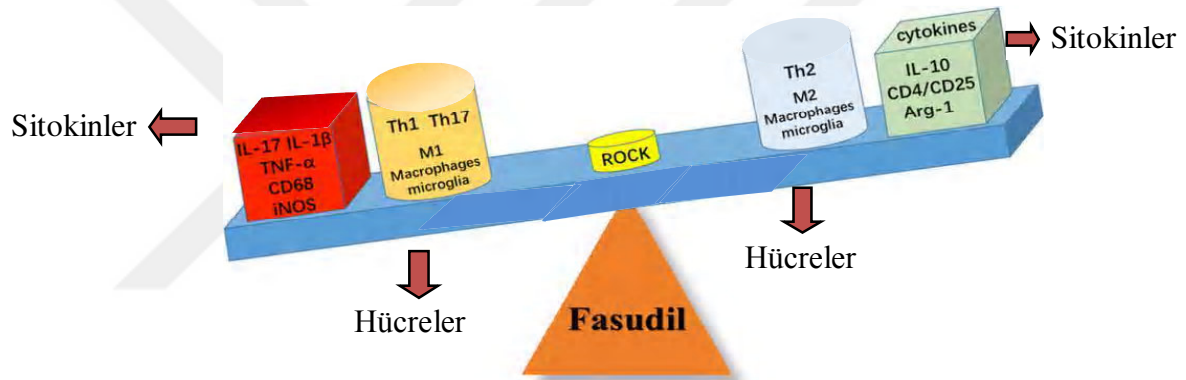 Sitokinler
IL-17 IL-1β
TNF-α
CD68
iNOS
Th1 Th17
M1
Macrophages
microglia
Hücreler
ROCK
Fasudil
Th2
M2
Macrophages
microglia
Hücreler
cytokines
IL-10
CD4/CD25
Arg-1
Sitokinler